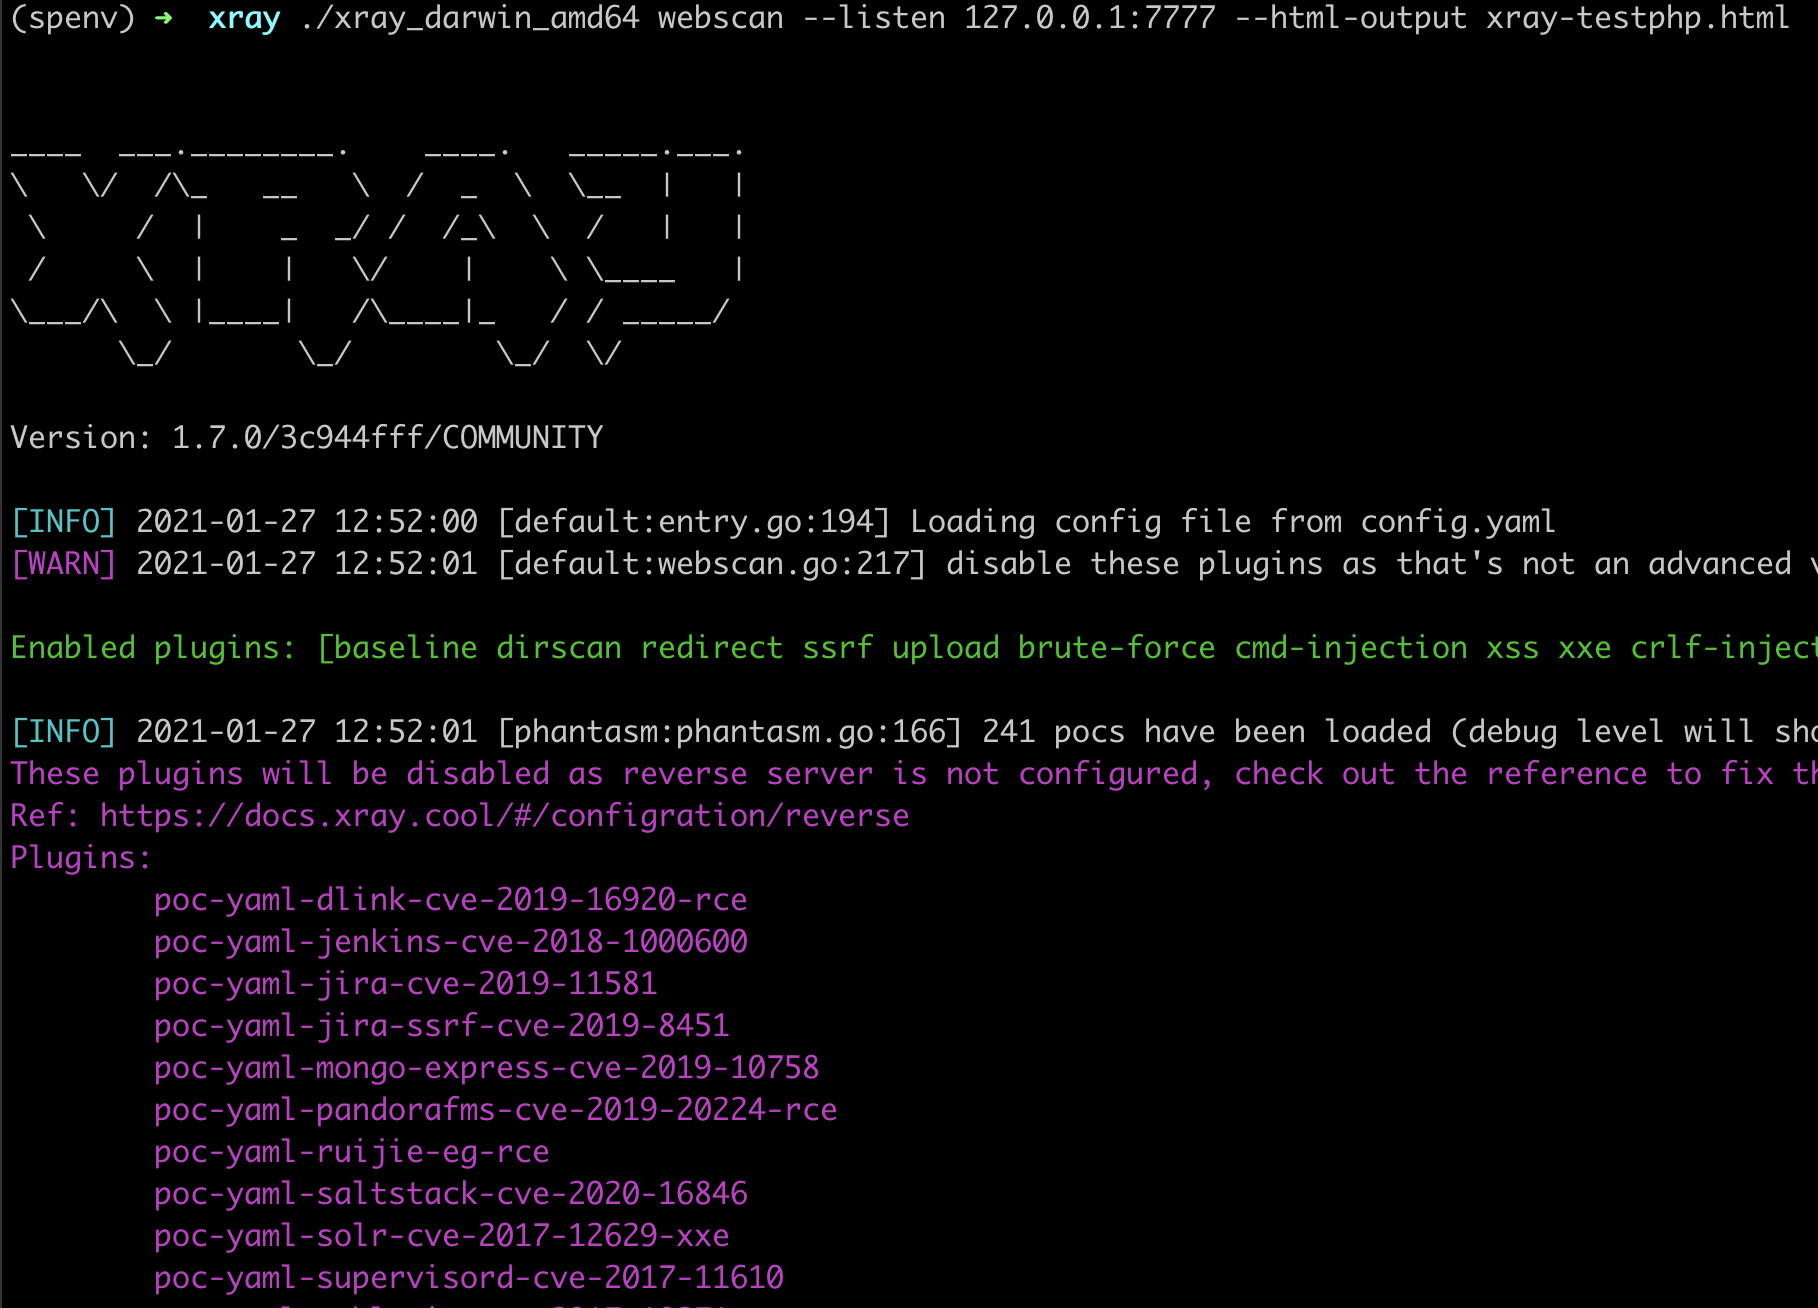 (spenv) ➜  xray ./xray_darwin_amd64 webscan --listen 127.0.0.1:7777 --html-output xray-testphp.html
XRAY
Version: 1.7.0/3c944fff/COMMUNITY
[INFO] 2021-01-27 12:52:00 [default:entry.go:194] Loading config file from config.yaml
[WARN] 2021-01-27 12:52:01 [default:webscan.go:217] disable these plugins as that's not an advanced
Enabled plugins: [baseline dirscan redirect ssrf upload brute-force cmd-injection xss xxe crlf-inject
[INFO] 2021-01-27 12:52:01 [phantasm:phantasm.go:166] 241 pocs have been loaded (debug level will sho
These plugins will be disabled as reverse server is not configured, check out the reference to fix th
Ref: https://docs.xray.cool/#/configration/reverse
Plugins:
poc-yaml-dlink-cve-2019-16920-rce
poc-yaml-jenkins-cve-2018-1000600
poc-yaml-jira-cve-2019-11581
poc-yaml-jira-ssrf-cve-2019-8451
poc-yaml-mongo-express-cve-2019-10758
poc-yaml-pandorafms-cve-2019-20224-rce
poc-yaml-ruijie-eg-rce
poc-yaml-saltstack-cve-2020-16846
poc-yaml-solr-cve-2017-12629-xxe
poc-yaml-supervisord-cve-2017-11610